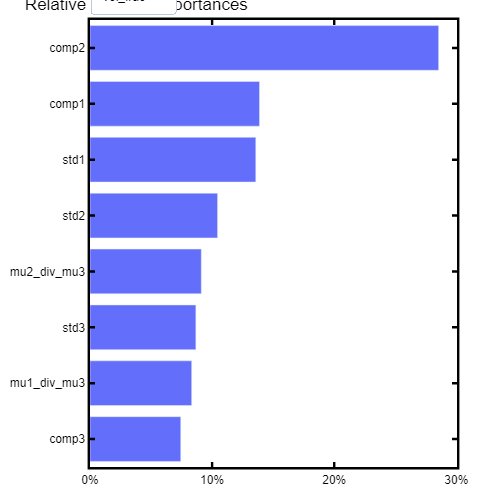 Relative portances
comp2
comp1
std1
std2
mu2_div_mu3
std3
mu1_div_mu3
comp3
0% 10% 20% 30%